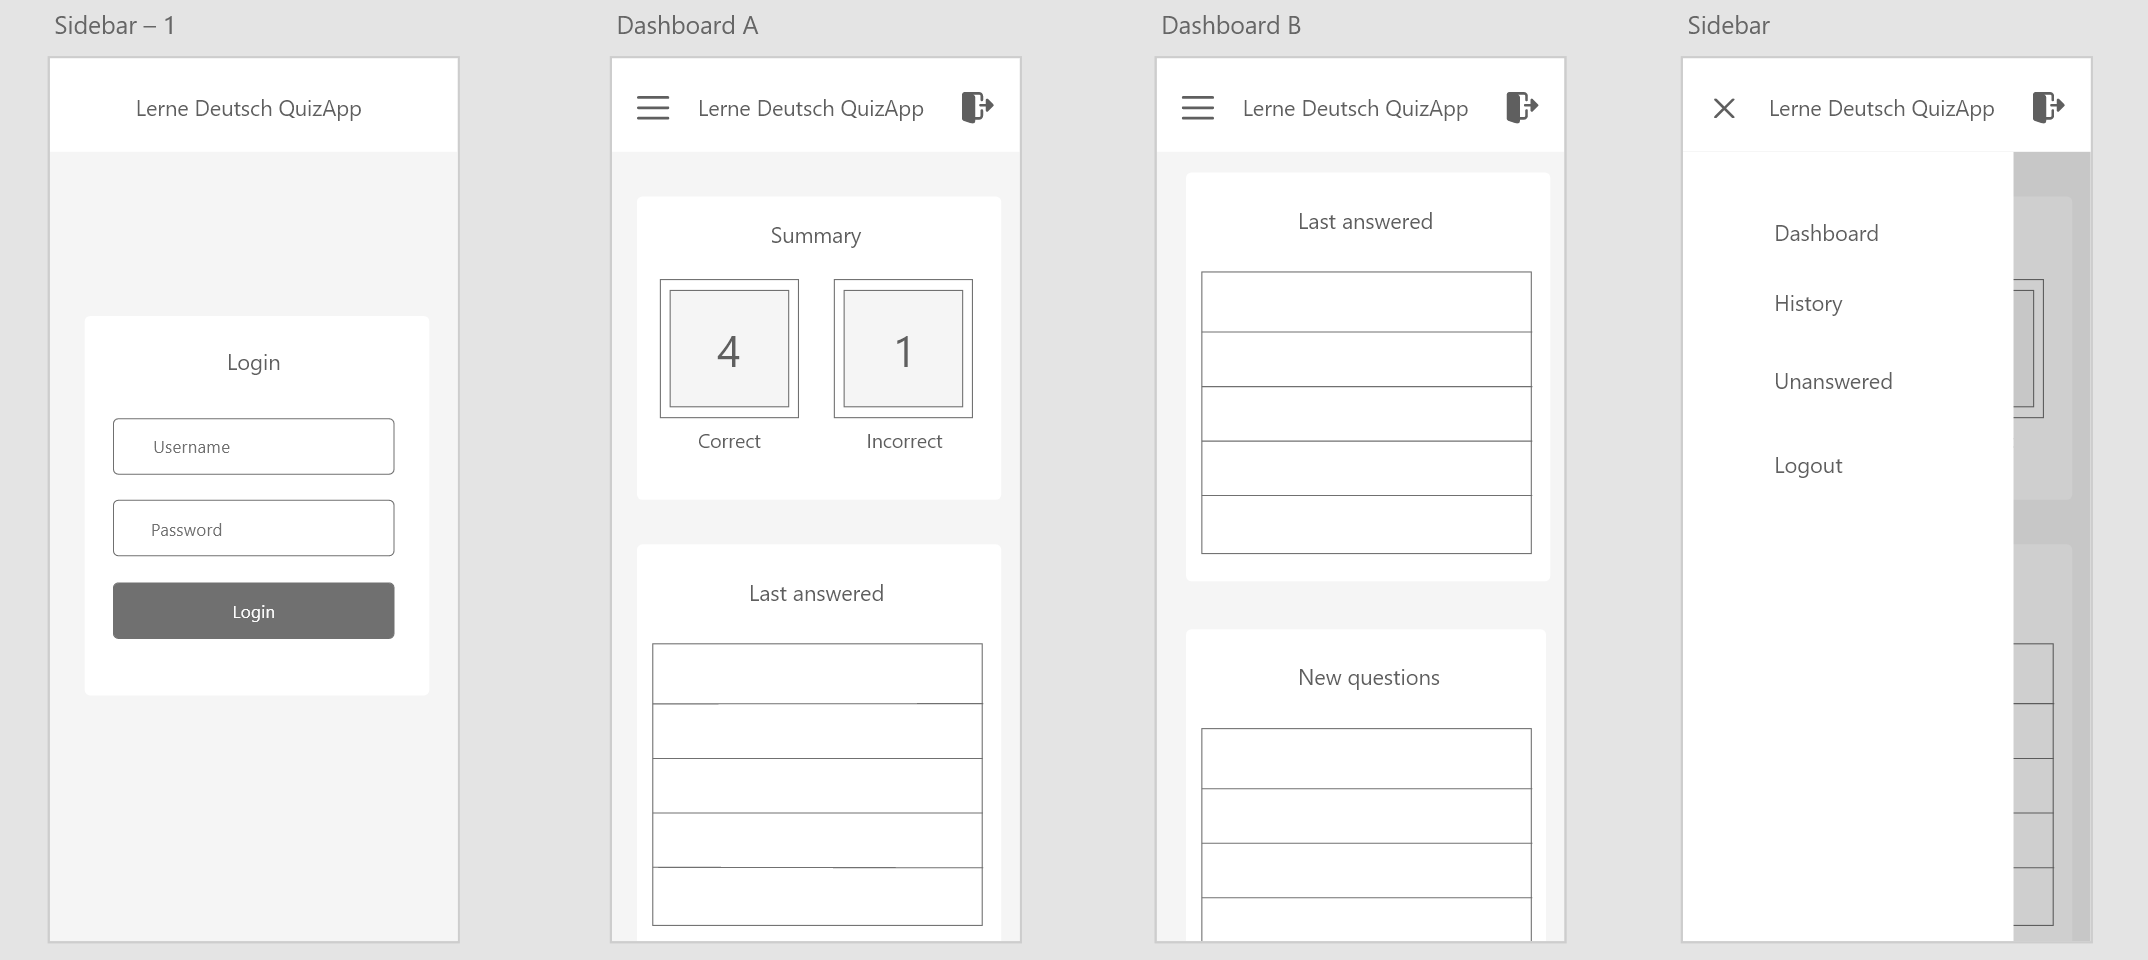 Sidebar – 1
Lerne Deutsch QuizApp
Login
Username
Password
Login
Dashboard A
Lerne Deutsch QuizApp
Summary
4
1
Correct
Incorrect
Last answered
Dashboard B
Lerne Deutsch QuizApp
Last answered
New questions
Sidebar
Lerne Deutsch QuizApp
Dashboard
History
Unanswered
Logout